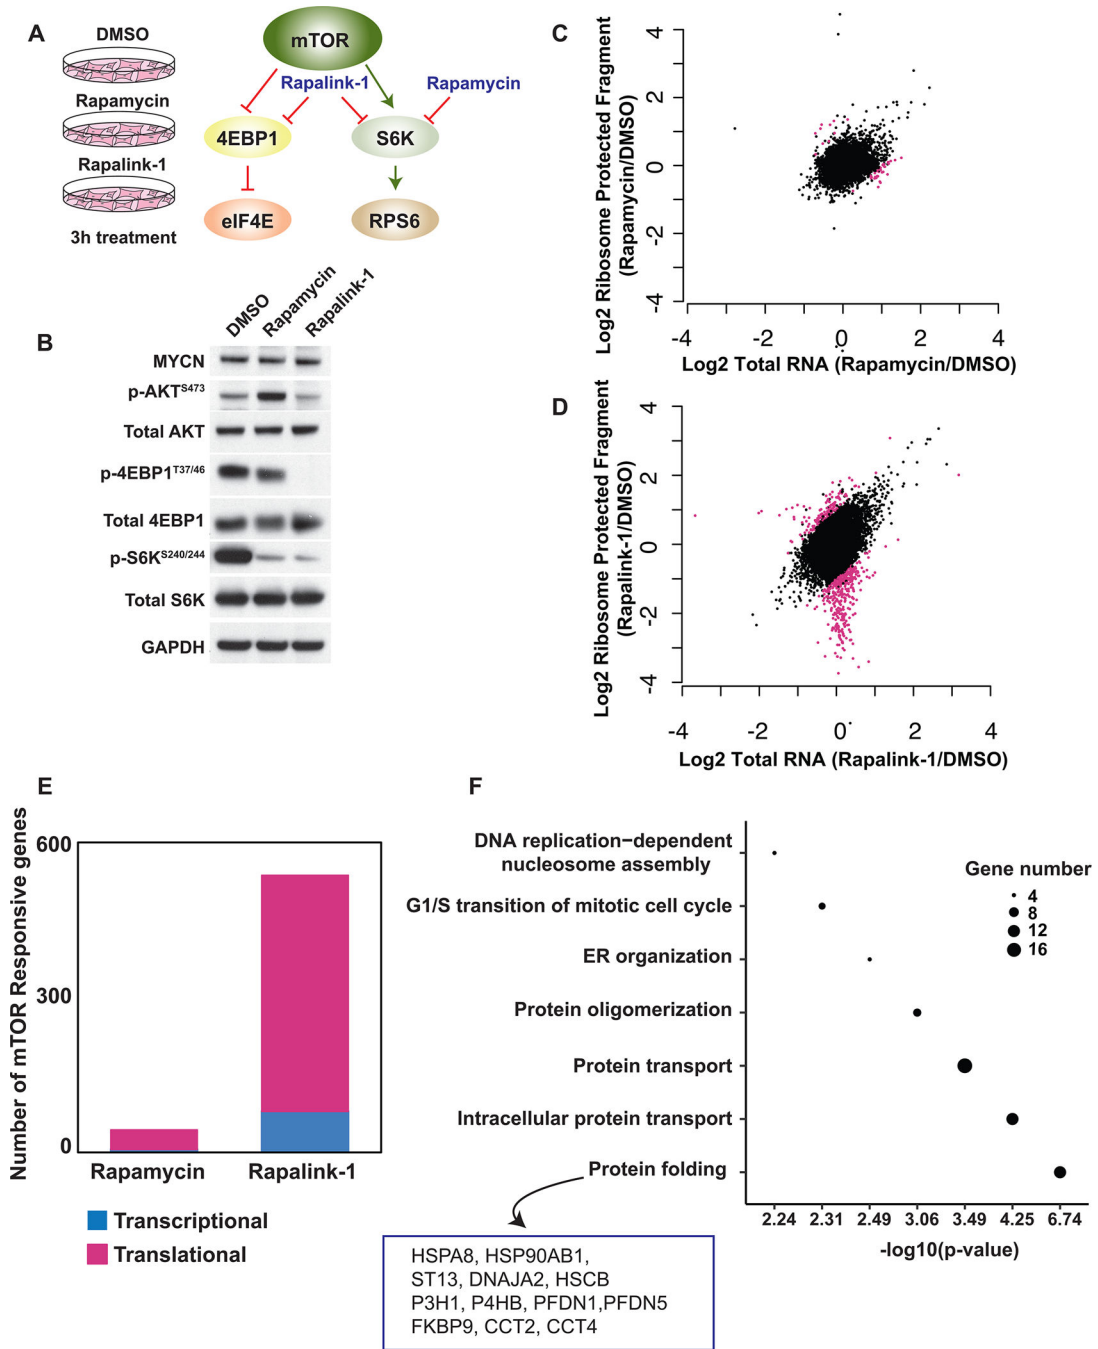 A
DMSO
Rapamycin
Rapalink-1
3h treatment
mTOR
Rapalink-1
Rapamycin
4EBP1
S6K
eIF4E
RPS6
B
DMSO
Rapamycin
Rapalink-1
MYCN
p-AKTS473
Total AKT
p-4EBP1T37/46
Total 4EBP1
p-S6KS240/244
Total S6K
GAPDH
C
Log2 Ribosome Protected Fragment
(Rapamycin/DMSO)
4
2
0
-2
-4
-4
-2
0
2
4
Log2 Total RNA (Rapamycin/DMSO)
D
Log2 Ribosome Protected Fragment
(Rapalink-1/DMSO)
4
2
0
-2
-4
-4
-2
0
2
4
Log2 Total RNA (Rapalink-1/DMSO)
E
Number of mTOR Responsive genes
600
300
0
Rapamycin
Rapalink-1
Transcriptional
Translational
F
DNA replication-dependent
nucleosome assembly
G1/S transition of mitotic cell cycle
ER organization
Protein oligomerization
Protein transport
Intracellular protein transport
Protein folding
Gene number
4
8
12
16
2.24
2.31
2.49
3.06
3.49
4.25
6.74
-log10(p-value)
HSPA8, HSP90AB1,
ST13, DNAJA2, HSCB
P3H1, P4HB, PFDN1,PFDN5
FKBP9, CCT2, CCT4